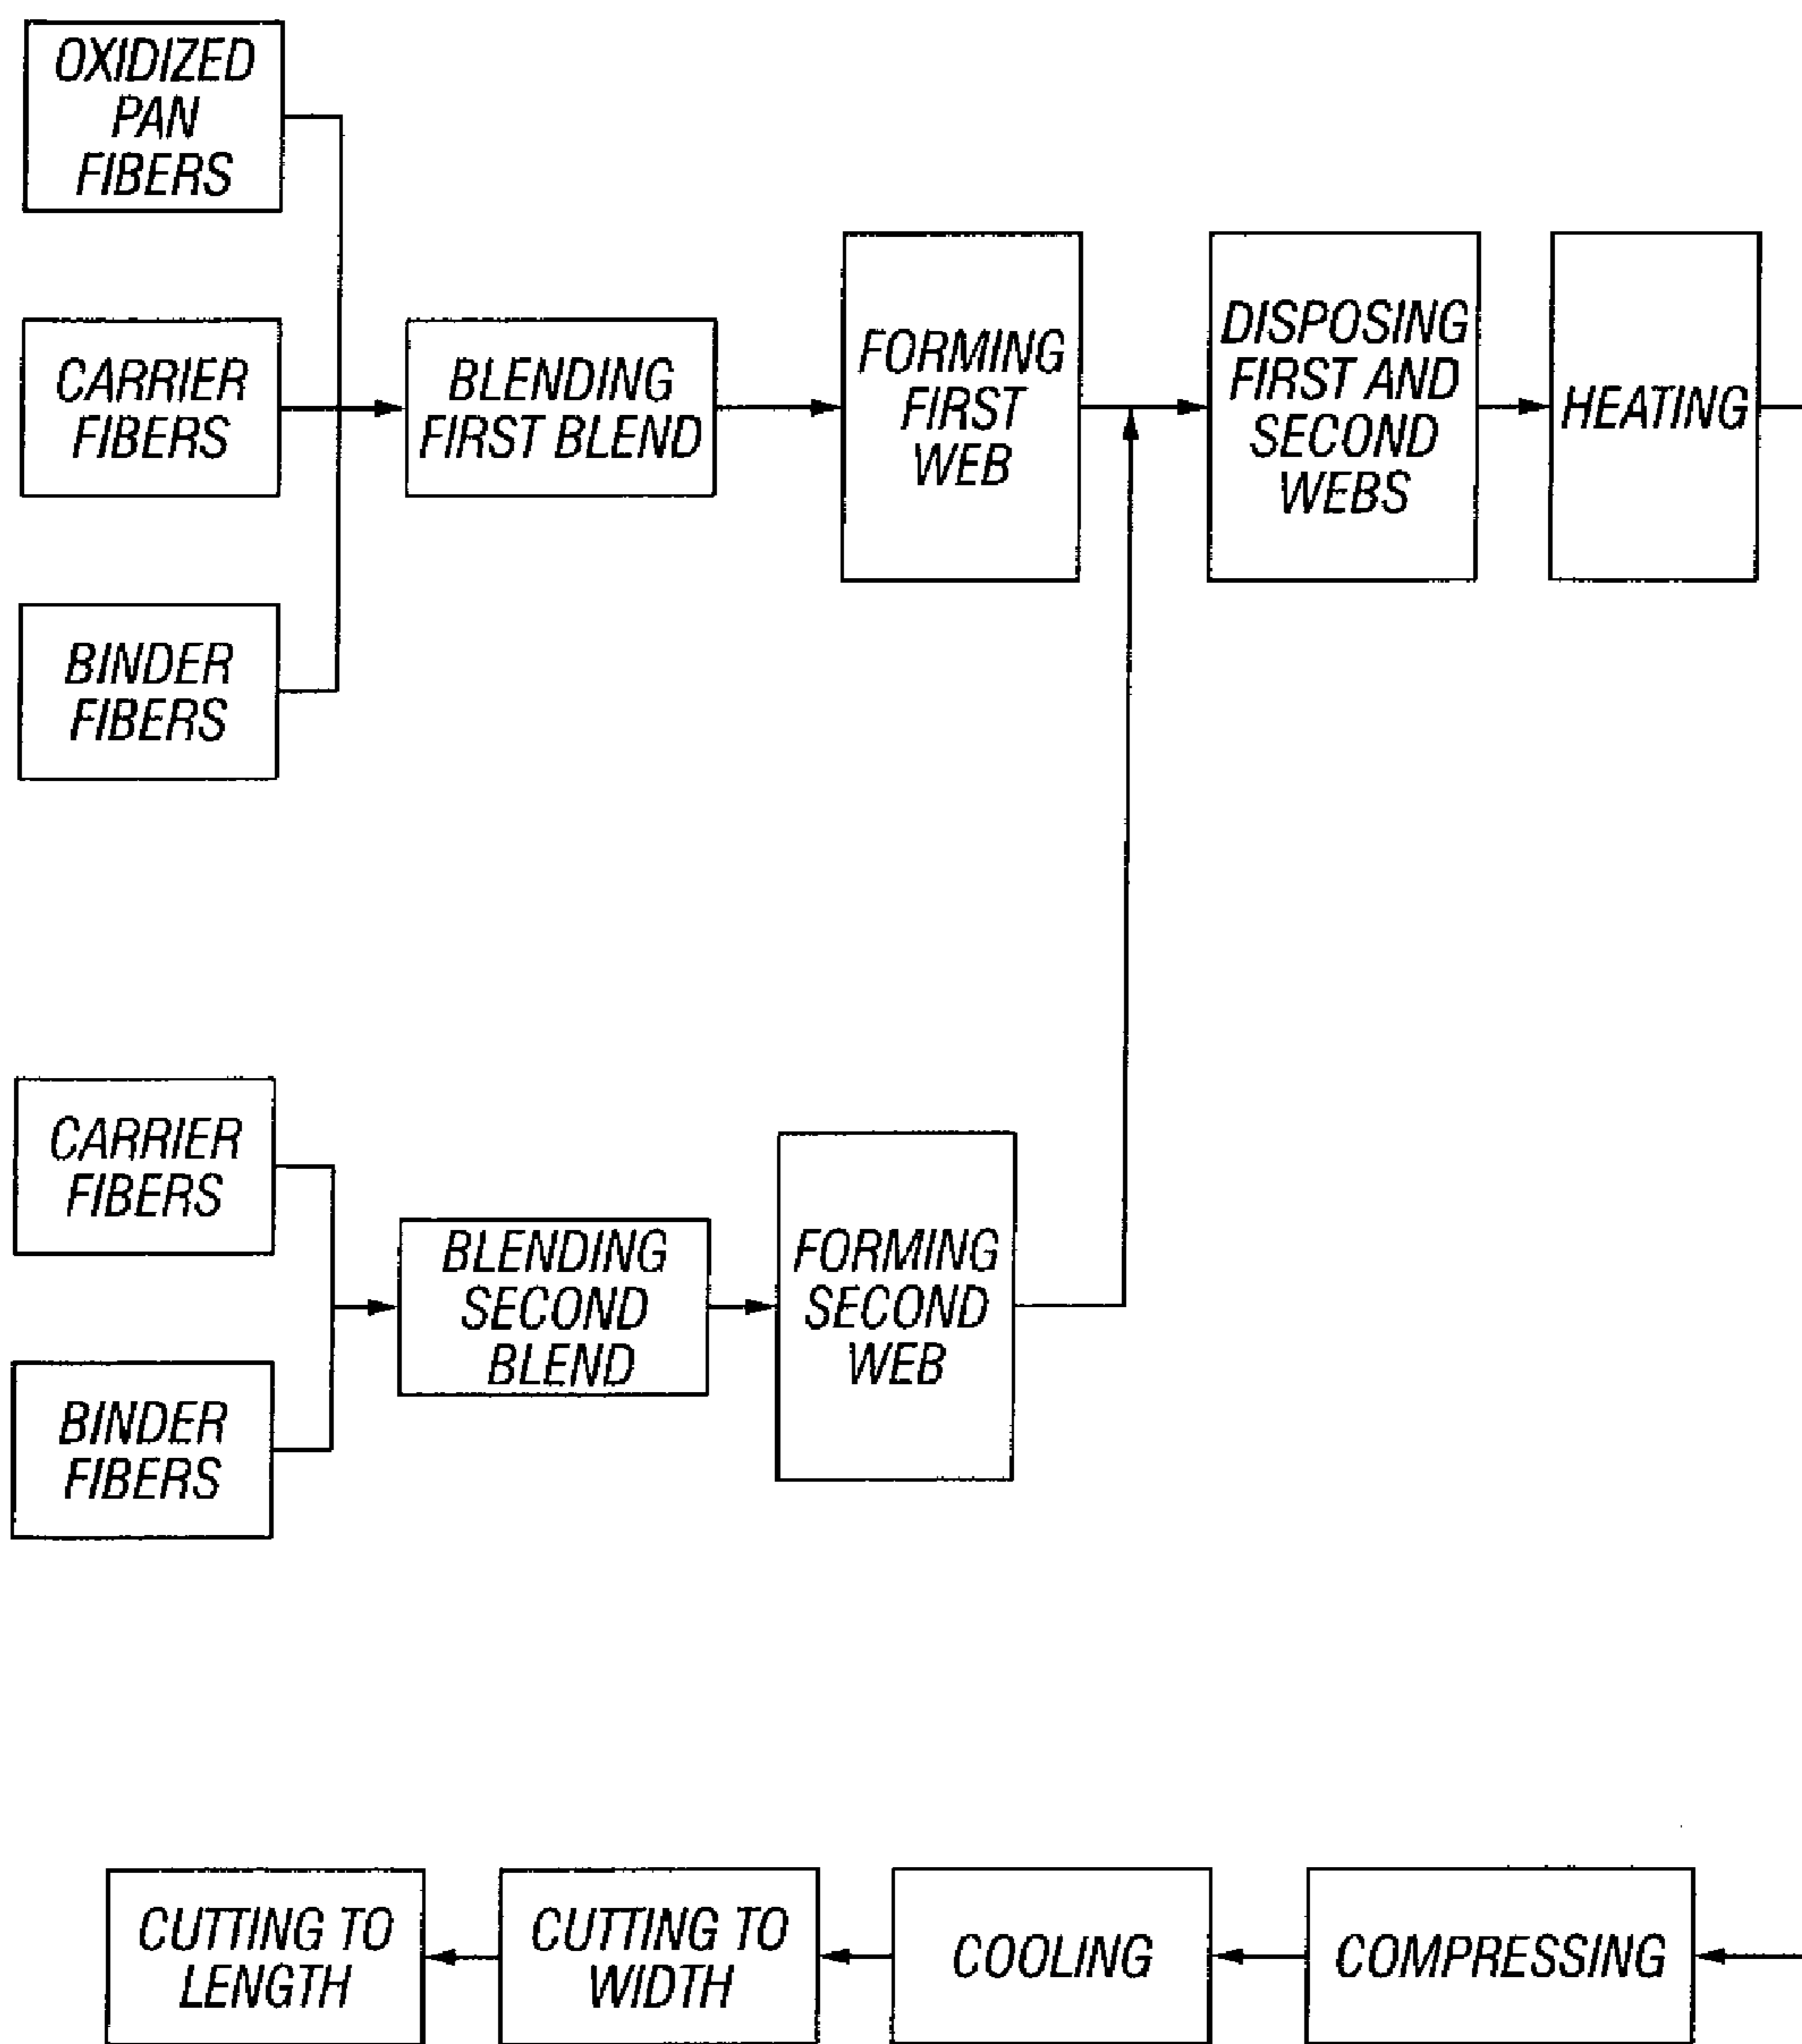 OXIDIZED
PAN
FIBERS
CARRIER
FIBERS
BINDER
FIBERS
BLENDING
FIRST BLEND
FORMING
FIRST
WEB
DISPOSING
FIRST AND
SECOND
WEBS
HEATING
CARRIER
FIBERS
BINDER
FIBERS
BLENDING
SECOND
BLEND
FORMING
SECOND
WEB
CUTTING TO
LENGTH
CUTTING TO
WIDTH
COOLING
COMPRESSING